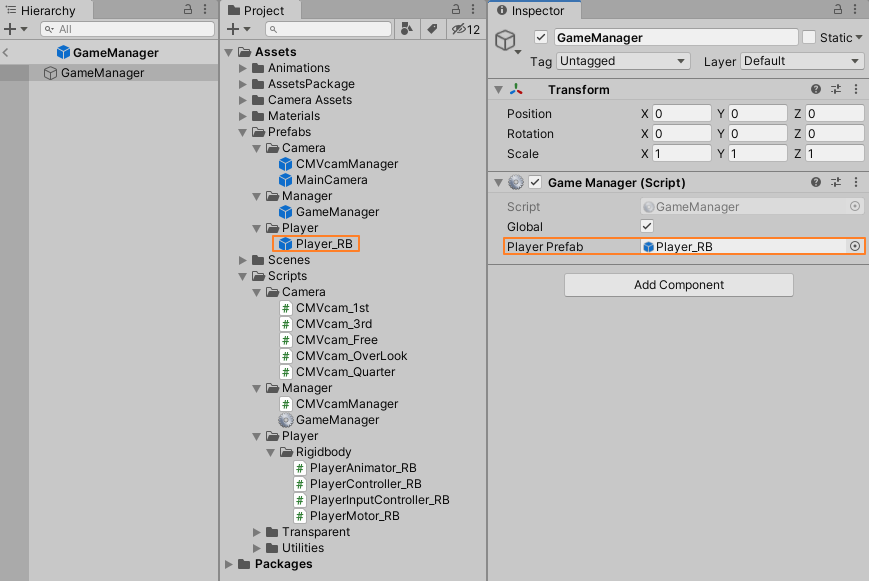 Hierarchy
All
GameManager
GameManager
Project
12
Assets
Animations
AssetsPackage
Camera Assets
Materials
Prefabs
Camera
CMVcamManager
MainCamera
Manager
GameManager
Player
Player_RB
Scenes
Scripts
Camera
# CMVcam_1st
# CMVcam_3rd
# CMVcam_Free
# CMVcam_OverLook
# CMVcam_Quarter
Manager
# CMVcamManager
GameManager
Player
Rigidbody
# PlayerAnimator_RB
# PlayerController_RB
# PlayerInputController_RB
# PlayerMotor_RB
Transparent
Utilities
Packages
Inspector
GameManager Static
Tag Untagged Layer Default
Transform
Position X 0 Y 0 Z 0
Rotation X 0 Y 0 Z 0
Scale X 1 Y 1 Z 1
Game Manager (Script)
Script GameManager
Global
Player Prefab Player_RB
Add Component